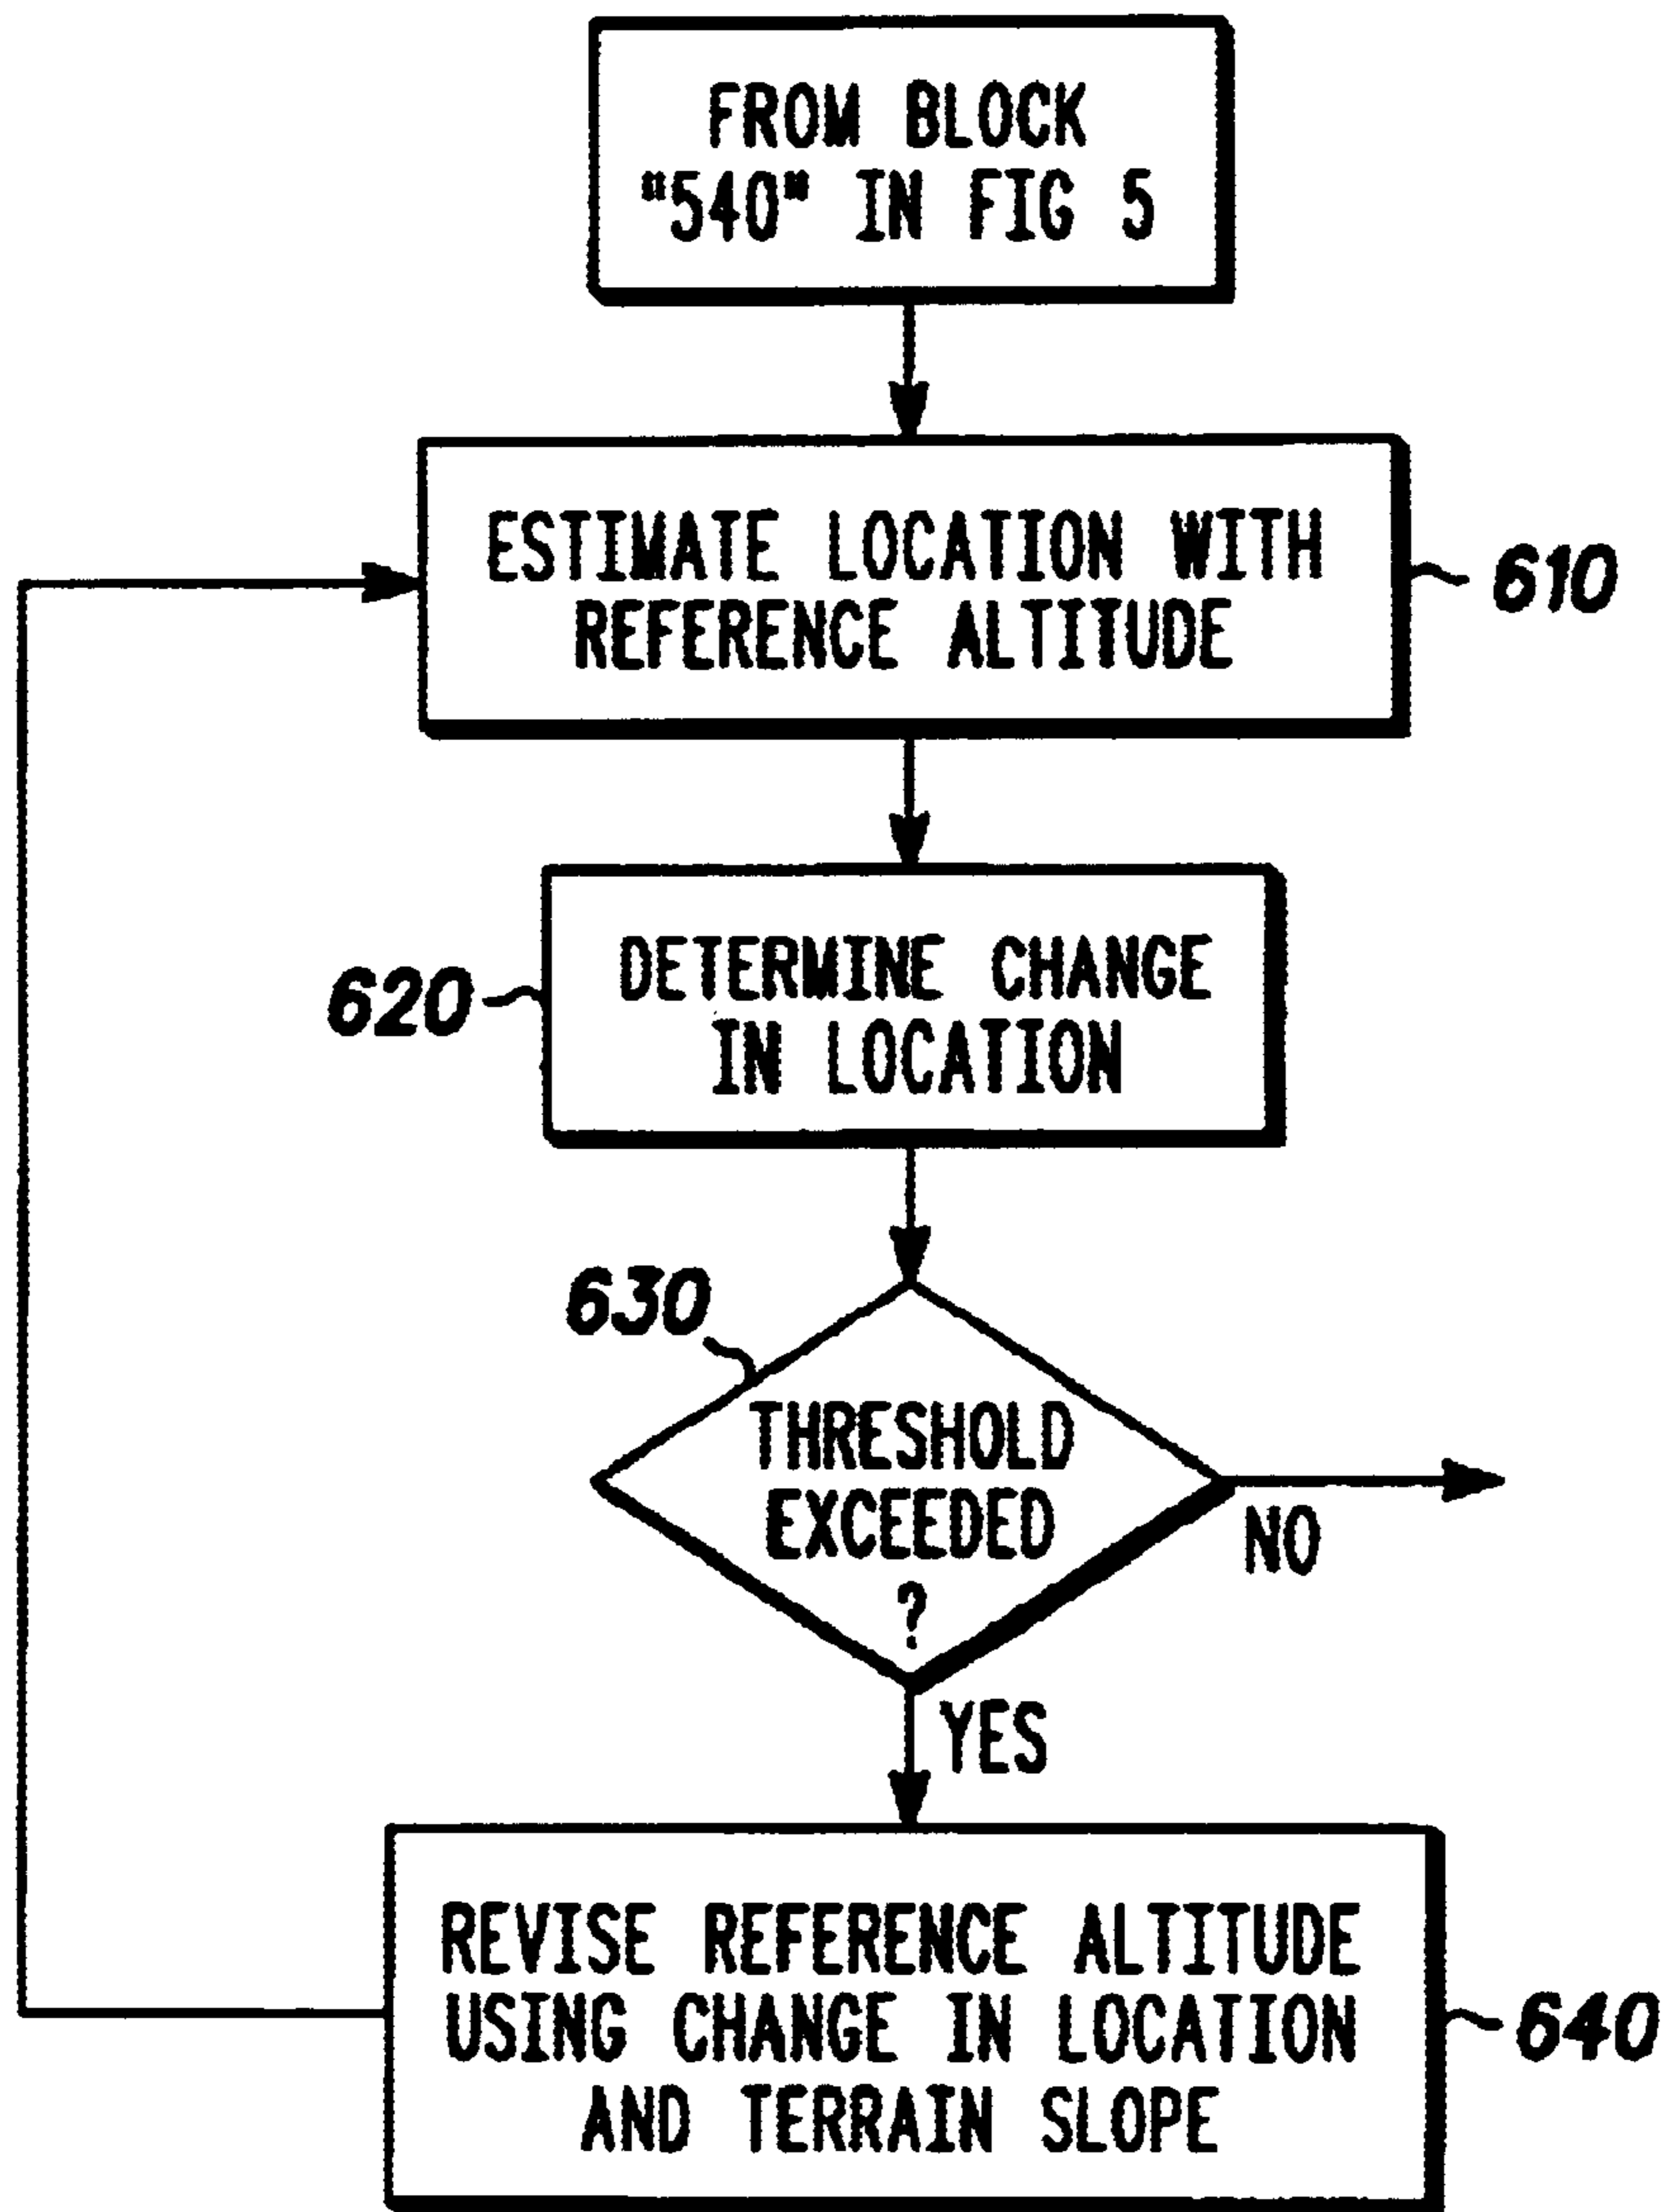 FROM BLOCK
"540" IN FIG 5
ESTIMATE LOCATION WITH
REFERENCE ALTITUDE
610
DETERMINE CHANGE
IN LOCATION
620
630
THRESHOLD
EXCEEDED
?
NO
YES
REVISE REFERENCE ALTITUDE
USING CHANGE IN LOCATION
AND TERRAIN SLOPE
640